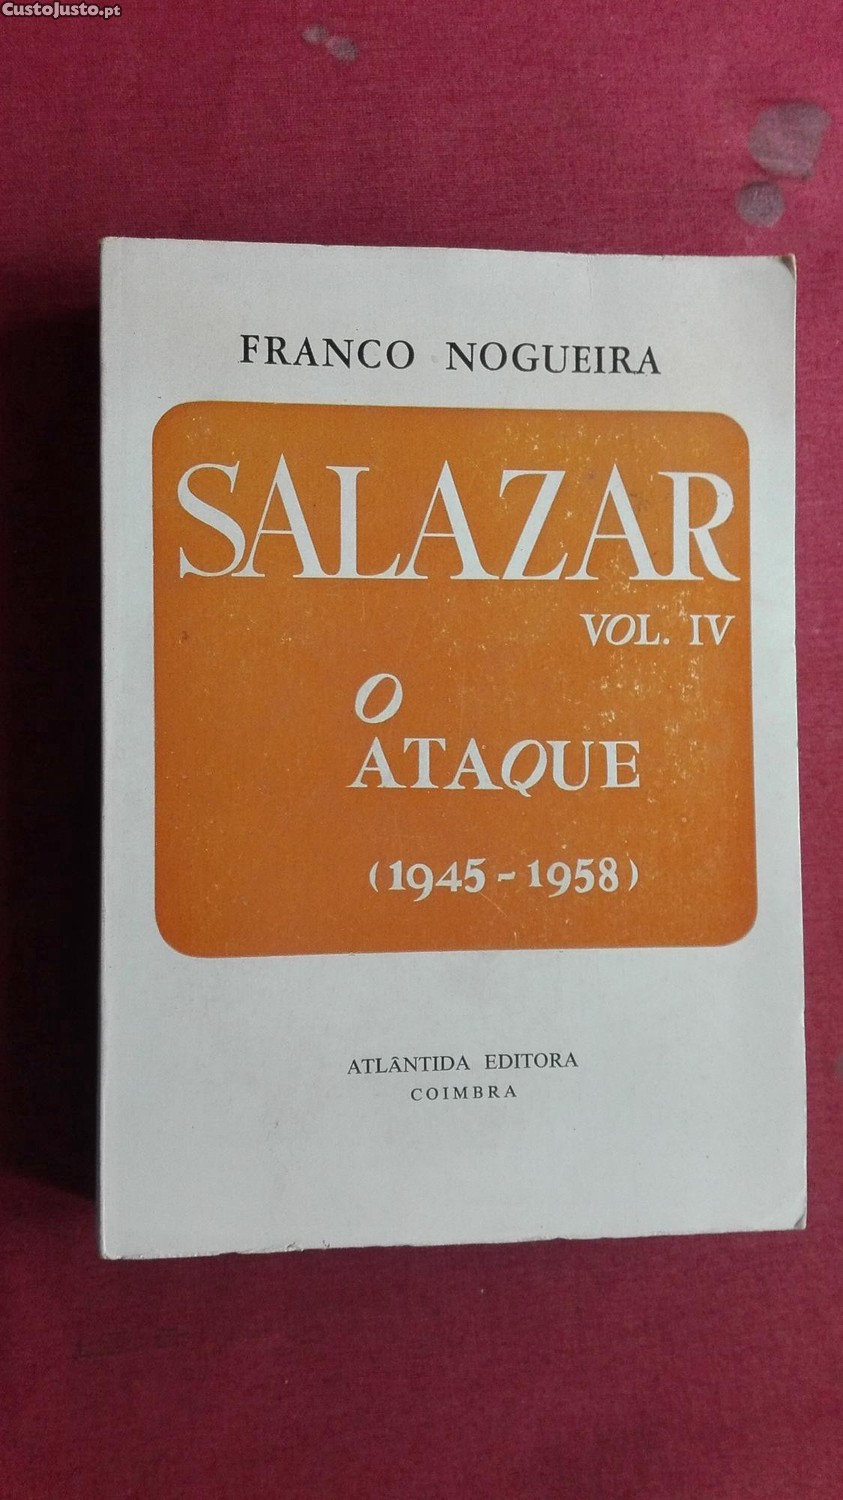 CustoJusto.pt
FRANCO NOGUEIRA
SALAZAR
VOL. IV
O
ATAQUE
(1945-1958)
ATLÂNTIDA EDITORA
COIMBRA